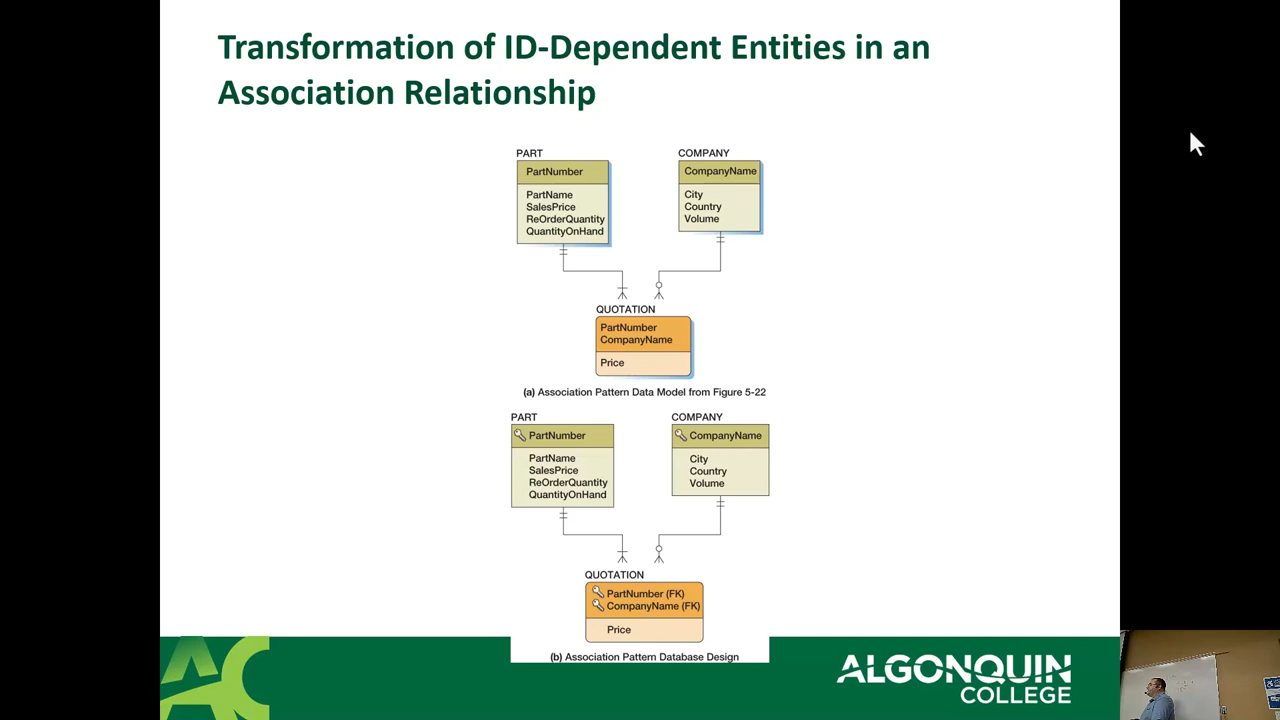 Transformation of ID-Dependent Entities in an
Association Relationship
PART
PartNumber
PartName
SalesPrice
ReOrderQuantity
QuantityOnHand
COMPANY
CompanyName
City
Country
Volume
QUOTATION
PartNumber
CompanyName
Price
(a) Association Pattern Data Model from Figure 5-22
PART
PartNumber
PartName
SalesPrice
ReOrderQuantity
QuantityOnHand
COMPANY
CompanyName
City
Country
Volume
QUOTATION
PartNumber (FK)
CompanyName (FK)
Price
(b) Association Pattern Database Design
AC
ALGONQUIN
COLLEGE